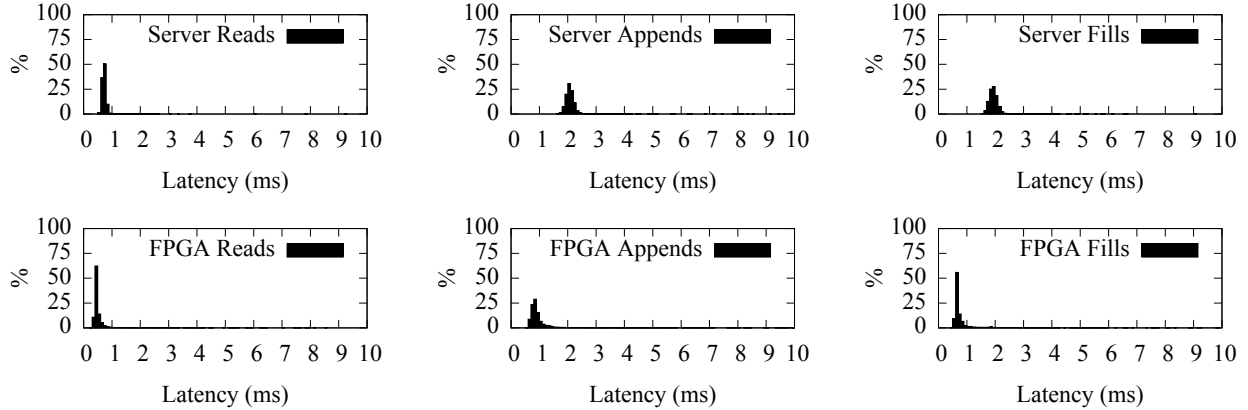 100
75
50
25
0
%
Server Reads
0 1 2 3 4 5 6 7 8 9 10
Latency (ms)
100
75
50
25
0
%
Server Appends
0 1 2 3 4 5 6 7 8 9 10
Latency (ms)
100
75
50
25
0
%
Server Fills
0 1 2 3 4 5 6 7 8 9 10
Latency (ms)
100
75
50
25
0
%
FPGA Reads
0 1 2 3 4 5 6 7 8 9 10
Latency (ms)
100
75
50
25
0
%
FPGA Appends
0 1 2 3 4 5 6 7 8 9 10
Latency (ms)
100
75
50
25
0
%
FPGA Fills
0 1 2 3 4 5 6 7 8 9 10
Latency (ms)